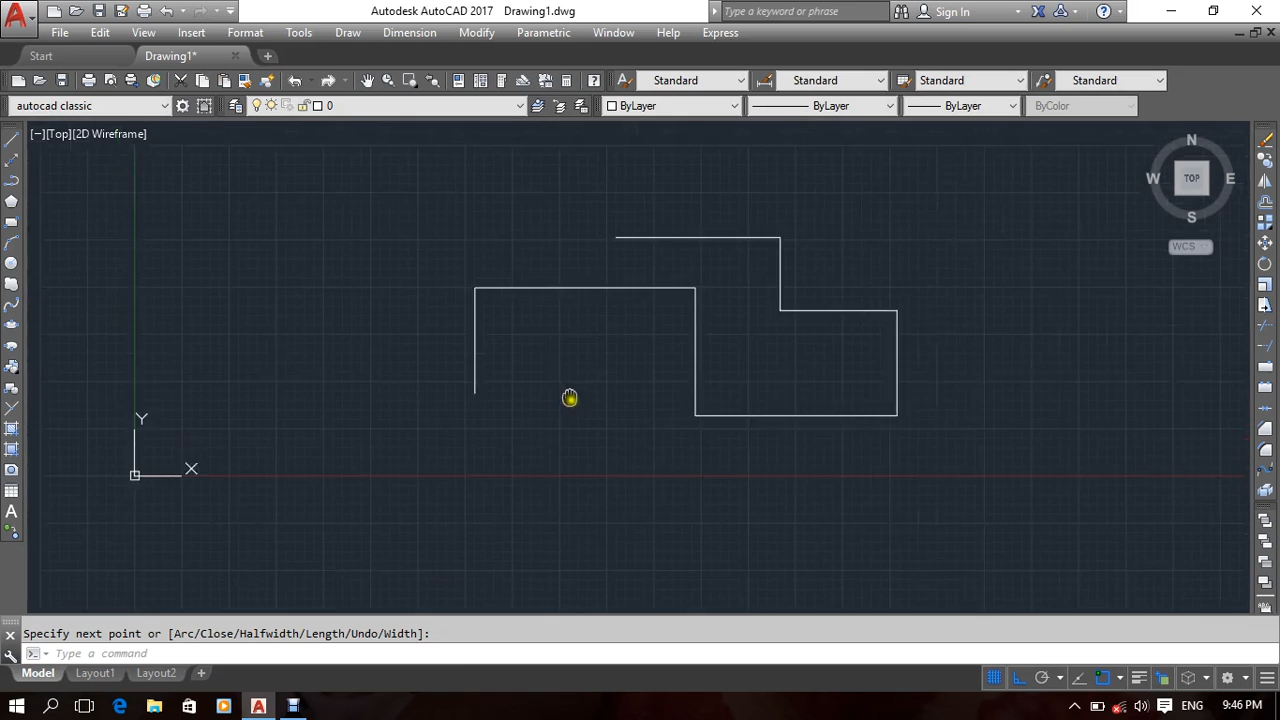 Autodesk AutoCAD 2017 Drawing1.dwg
Type a keyword or phrase
Sign In
File Edit View Insert Format Tools Draw Dimension Modify Parametric Window Help Express
Start
Drawing1*
Standard
Standard
Standard
Standard
autocad classic
0
ByLayer
ByLayer
ByLayer
ByColor
[−][Top][2D Wireframe]
N
W
TOP
E
S
WCS
Y
X
Specify next point or [Arc/Close/Halfwidth/Length/Undo/Width]:
Type a command
Model Layout1 Layout2
ENG
9:46 PM